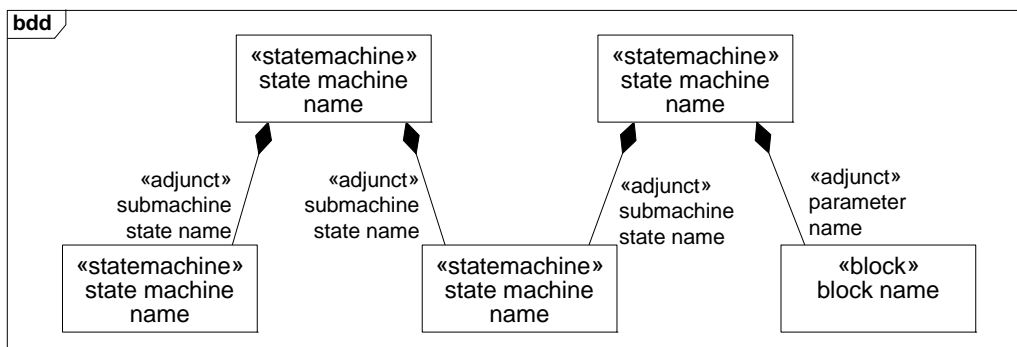 bdd
«statemachine»
state machine
name
«statemachine»
state machine
name
«adjunct»
submachine
state name
«adjunct»
submachine
state name
«adjunct»
submachine
state name
«adjunct»
parameter
name
«statemachine»
state machine
name
«statemachine»
state machine
name
«block»
block name